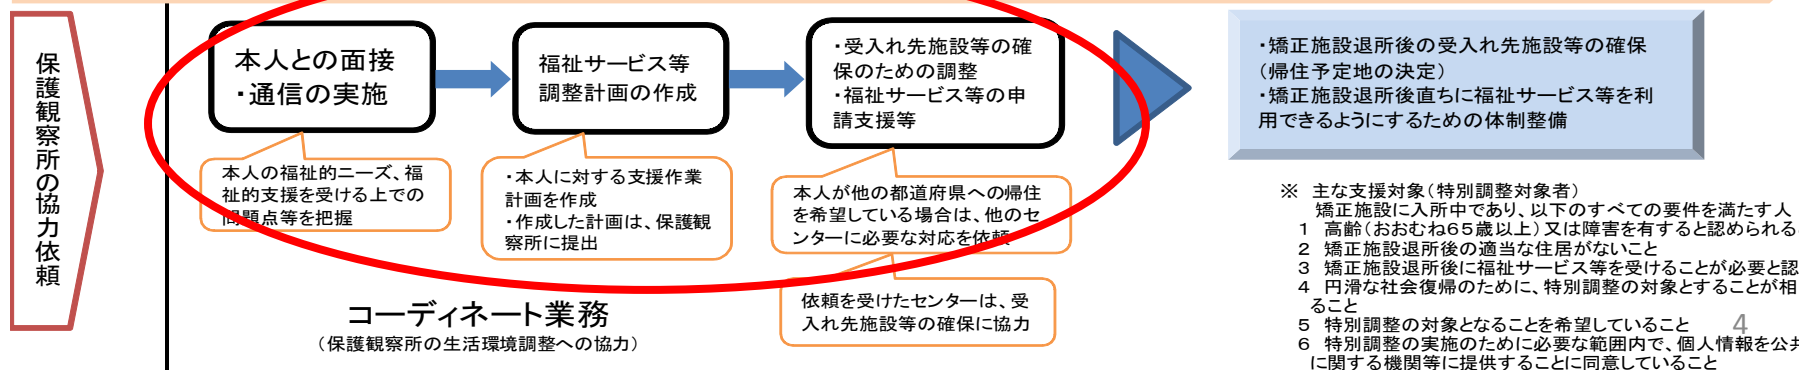 保護観察所の協力依頼
本人との面接
・通信の実施
福祉サービス等
調整計画の作成
・受入れ先施設等の確
保のための調整
・福祉サービス等の申
請支援等
・矯正施設退所後の受入れ先施設等の確保
(帰住予定地の決定)
・矯正施設退所後直ちに福祉サービス等を利
用できるようにするための体制整備
本人の福祉的ニーズ、福
祉的支援を受ける上での
問題点等を把握
・本人に対する支援作業
計画を作成
・作成した計画は、保護観
察所に提出
本人が他の都道府県への帰住
を希望している場合は、他のセ
ンターに必要な対応を依頼
依頼を受けたセンターは、受
入れ先施設等の確保に協力
コーディネート業務
(保護観察所の生活環境調整への協力)
※ 主な支援対象(特別調整対象者)
矯正施設に入所中であり、以下のすべての要件を満たす人
1 高齢(おおむね65歳以上)又は障害を有すると認められる
2 矯正施設退所後の適当な住居がないこと
3 矯正施設退所後に福祉サービス等を受けることが必要と認
4 円滑な社会復帰のために、特別調整の対象とすることが相
ること
5 特別調整の対象となることを希望していること
6 特別調整の実施のために必要な範囲内で、個人情報を公共
に関する機関等に提供することに同意していること
4